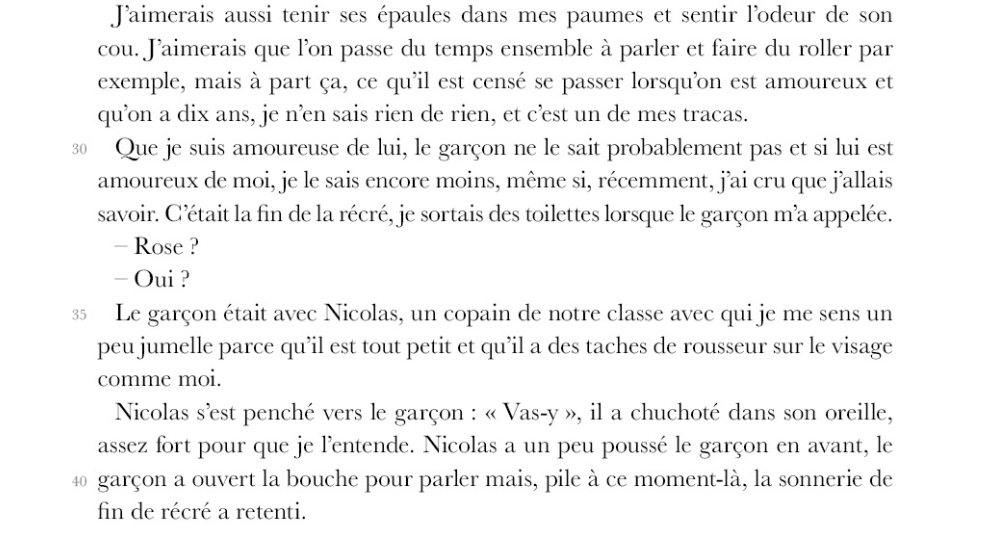 J’aimerais aussi tenir ses épaules dans mes paumes et sentir l’odeur de son
cou. J’aimerais que l’on passe du temps ensemble à parler et faire du roller par
exemple, mais à part ça, ce qu’il est censé se passer lorsqu’on est amoureux et
qu’on a dix ans, je n’en sais rien de rien, et c’est un de mes tracas.
30 Que je suis amoureuse de lui, le garçon ne le sait probablement pas et si lui est
amoureux de moi, je le sais encore moins, même si, récemment, j’ai cru que j’allais
savoir. C’était la fin de la récré, je sortais des toilettes lorsque le garçon m’a appelée.
– Rose ?
– Oui ?
35 Le garçon était avec Nicolas, un copain de notre classe avec qui je me sens un
peu jumelle parce qu’il est tout petit et qu’il a des taches de rousseur sur le visage
comme moi.
Nicolas s’est penché vers le garçon : « Vas-y », il a chuchoté dans son oreille,
assez fort pour que je l’entende. Nicolas a un peu poussé le garçon en avant, le
40 garçon a ouvert la bouche pour parler mais, pile à ce moment-là, la sonnerie de
fin de récré a retenti.